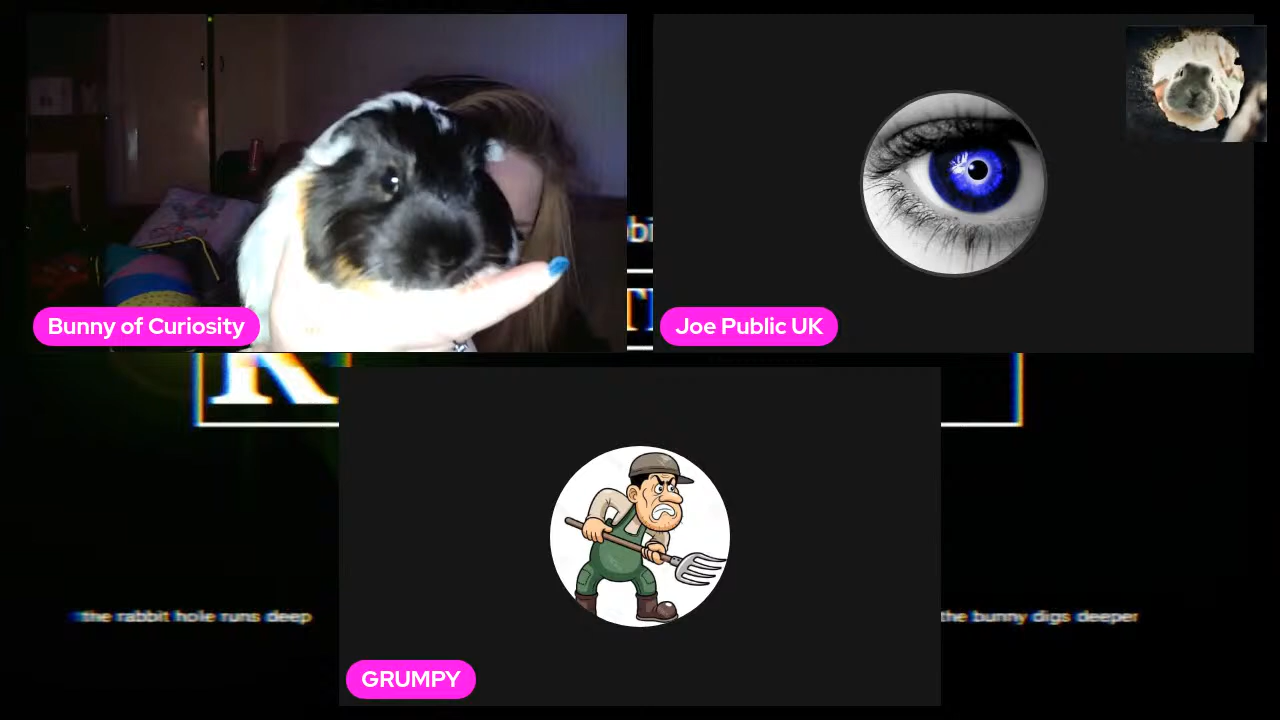 Bunny of Curiosity
Joe Public UK
the rabbit hole runs deep
the bunny digs deeper
GRUMPY